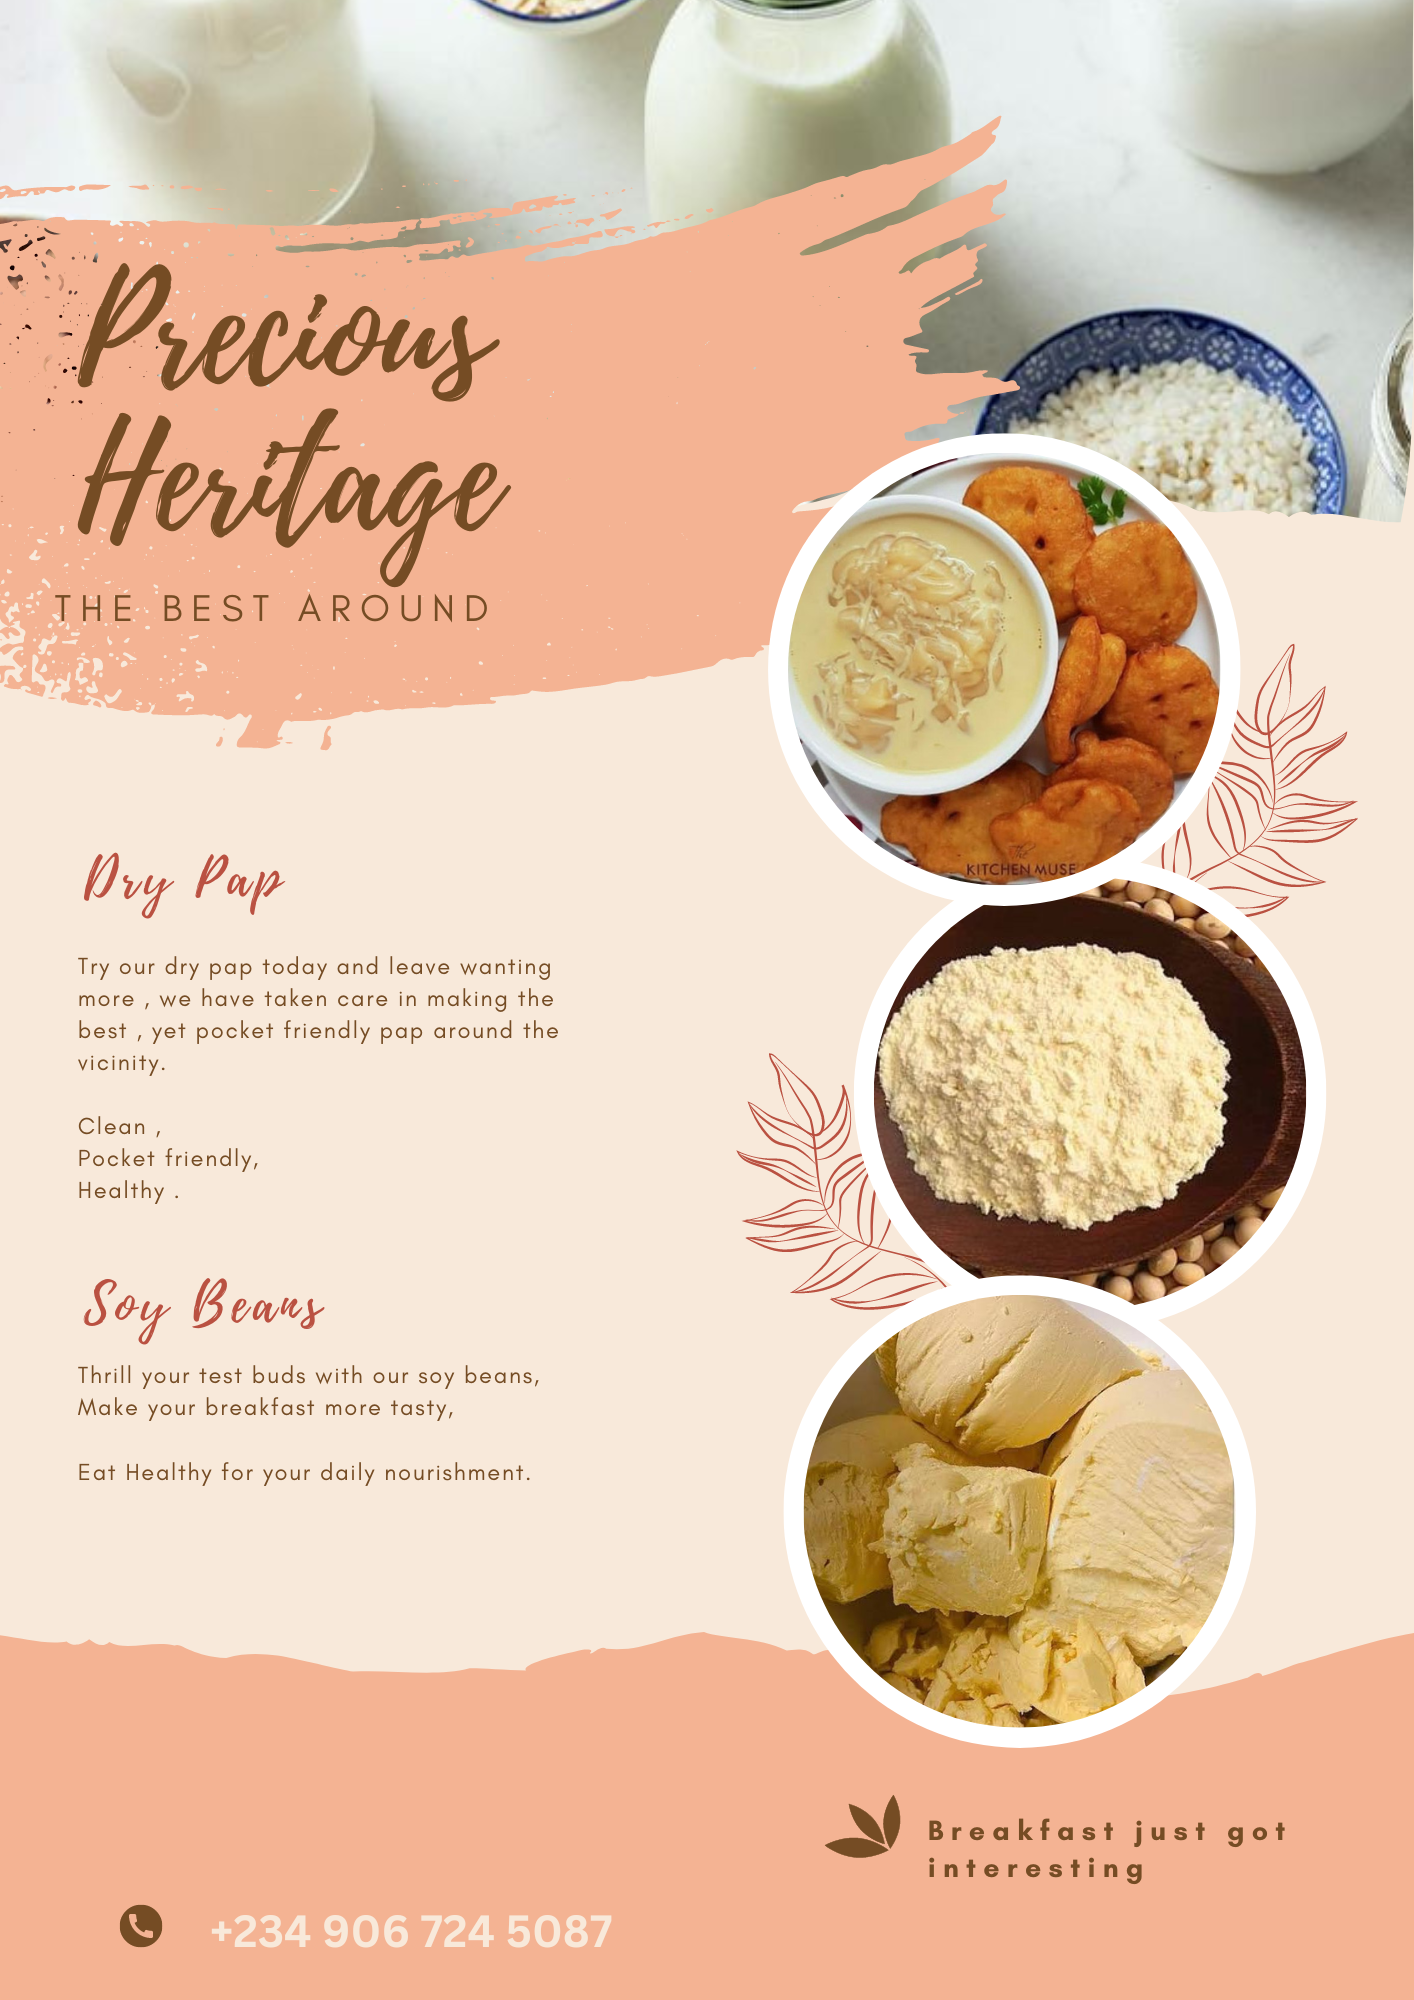 Precious
Heritage
THE BEST AROUND
The
KITCHEN MUSE
Dry Pap
Try our dry pap today and leave wanting
more , we have taken care in making the
best , yet pocket friendly pap around the
vicinity.
Clean ,
Pocket friendly,
Healthy .
Soy Beans
Thrill your test buds with our soy beans,
Make your breakfast more tasty,
Eat Healthy for your daily nourishment.
Breakfast just got
interesting
+234 906 724 5087